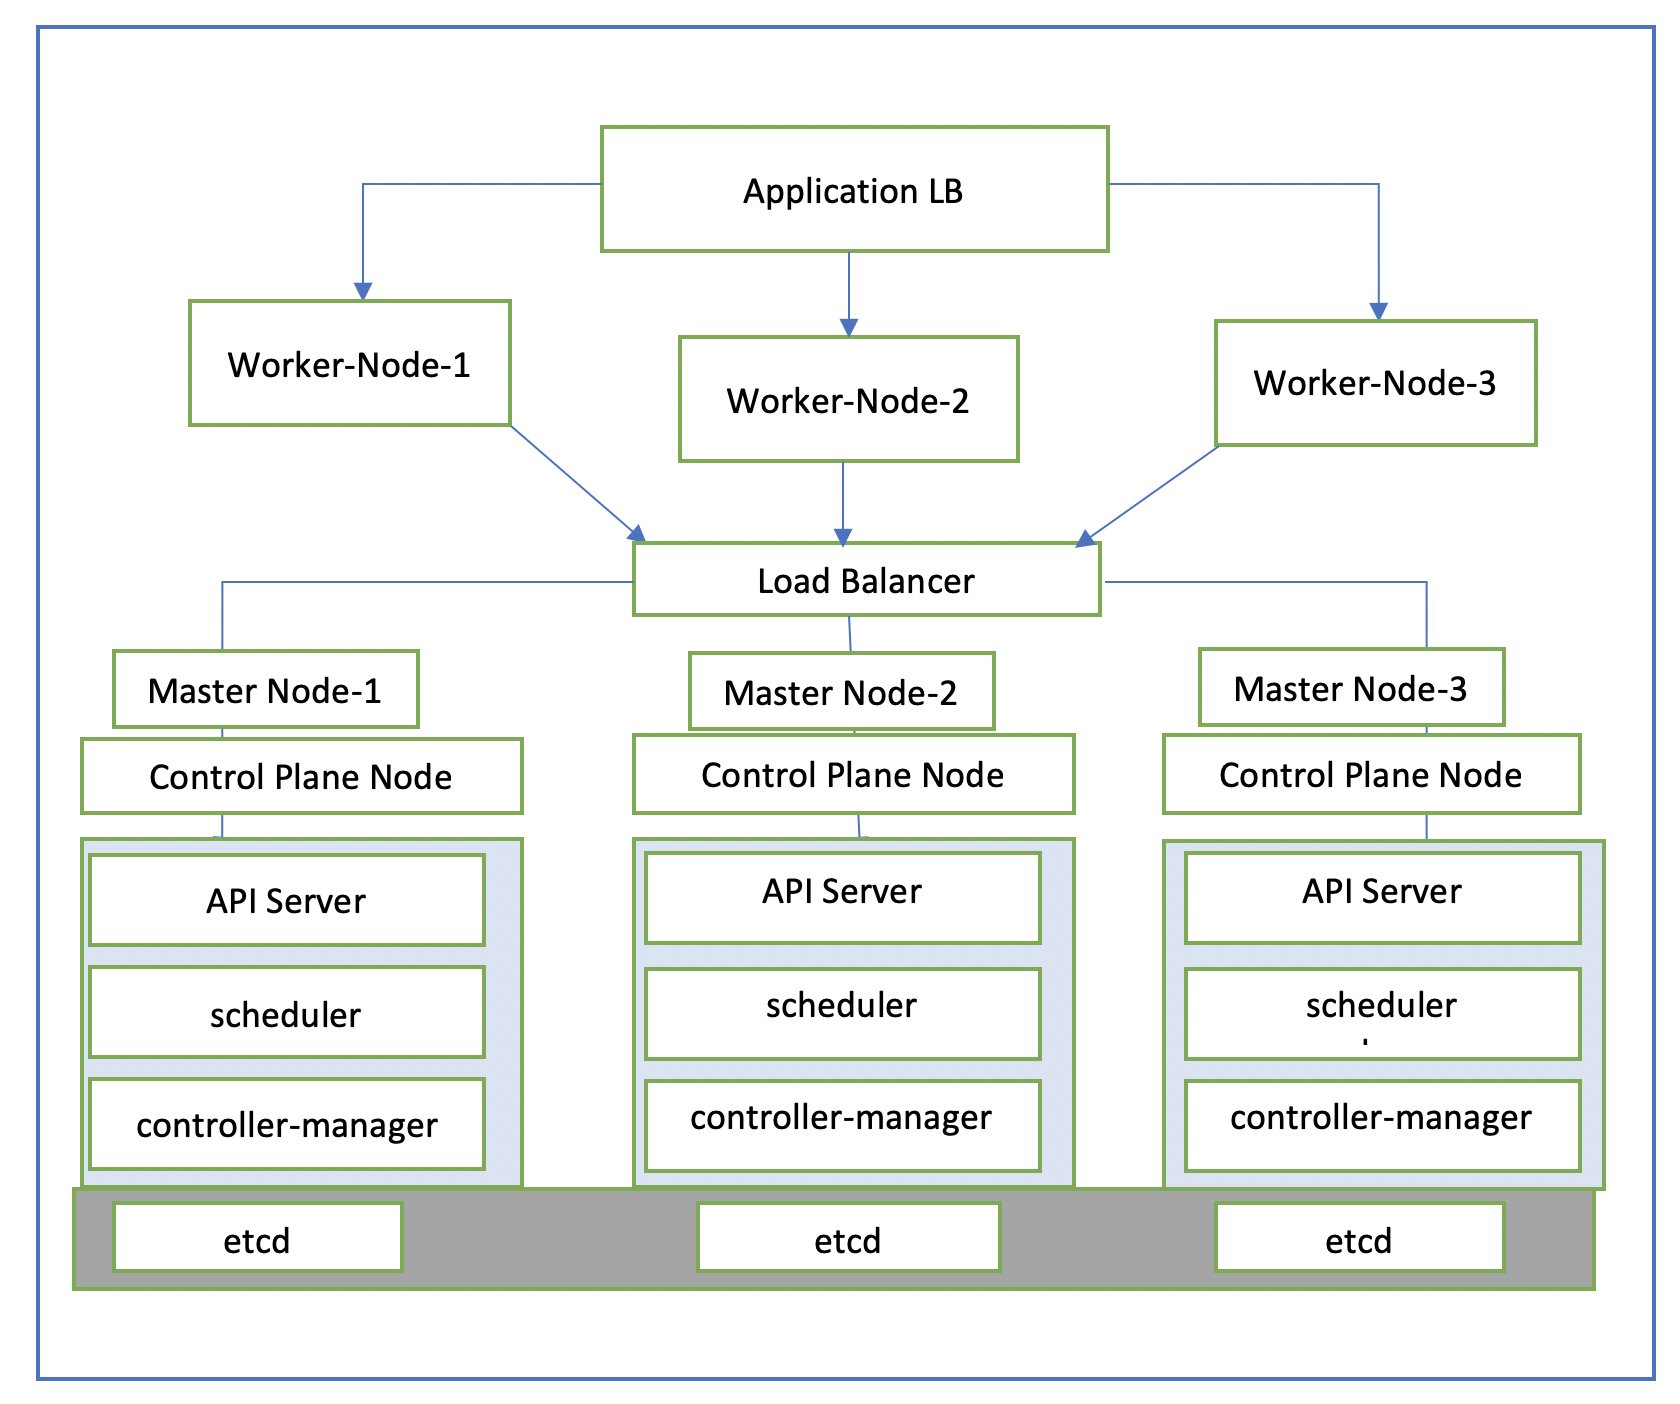 Application LB
Worker-Node-1
Worker-Node-2
Worker-Node-3
Load Balancer
Master Node-1
Master Node-2
Master Node-3
Control Plane Node
Control Plane Node
Control Plane Node
API Server
API Server
API Server
scheduler
scheduler
scheduler
controller-manager
controller-manager
controller-manager
etcd
etcd
etcd